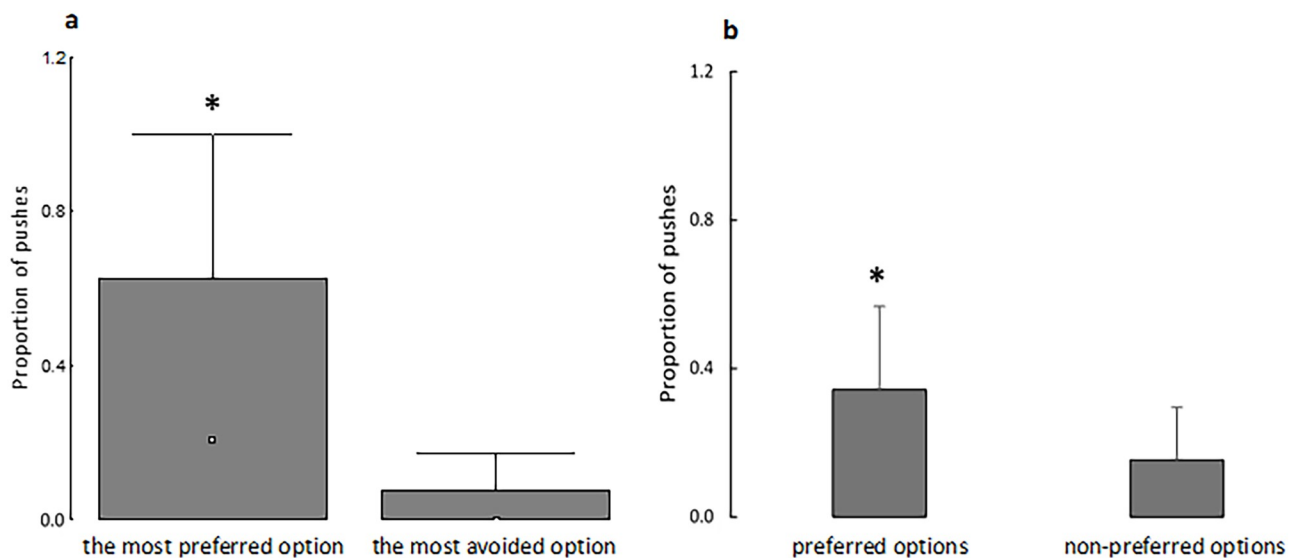 a
1.2
*
0.8
0.4
0.0
Proportion of pushes
the most preferred option
the most avoided option
b
1.2
0.8
*
0.4
0.0
Proportion of pushes
preferred options
non-preferred options